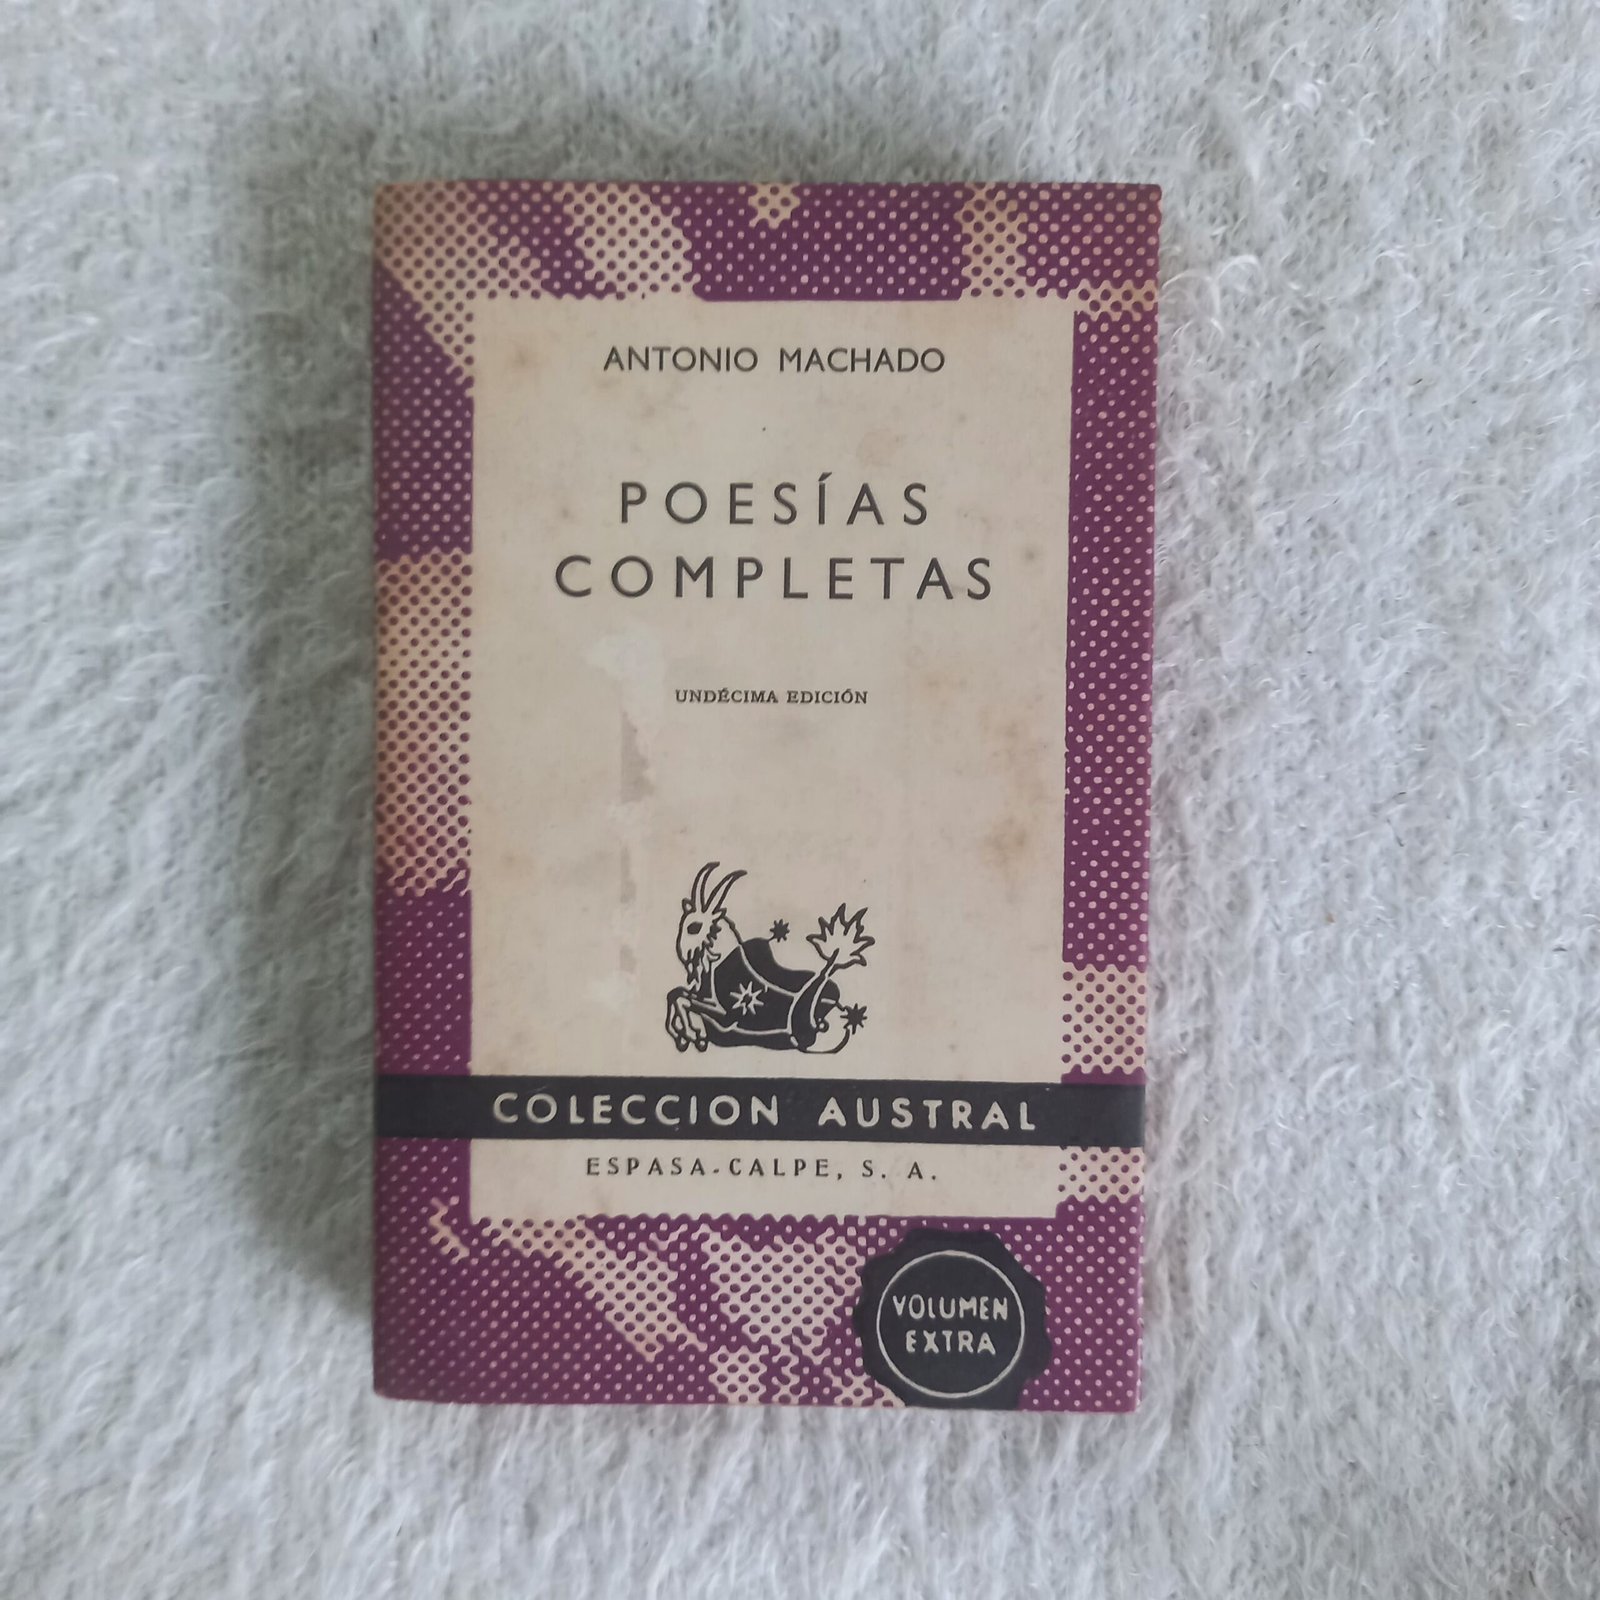 ANTONIO MACHADO
POESÍAS
COMPLETAS
UNDÉCIMA EDICIÓN
COLECCION AUSTRAL
ESPASA-CALPE, S. A.
VOLUMEN
EXTRA